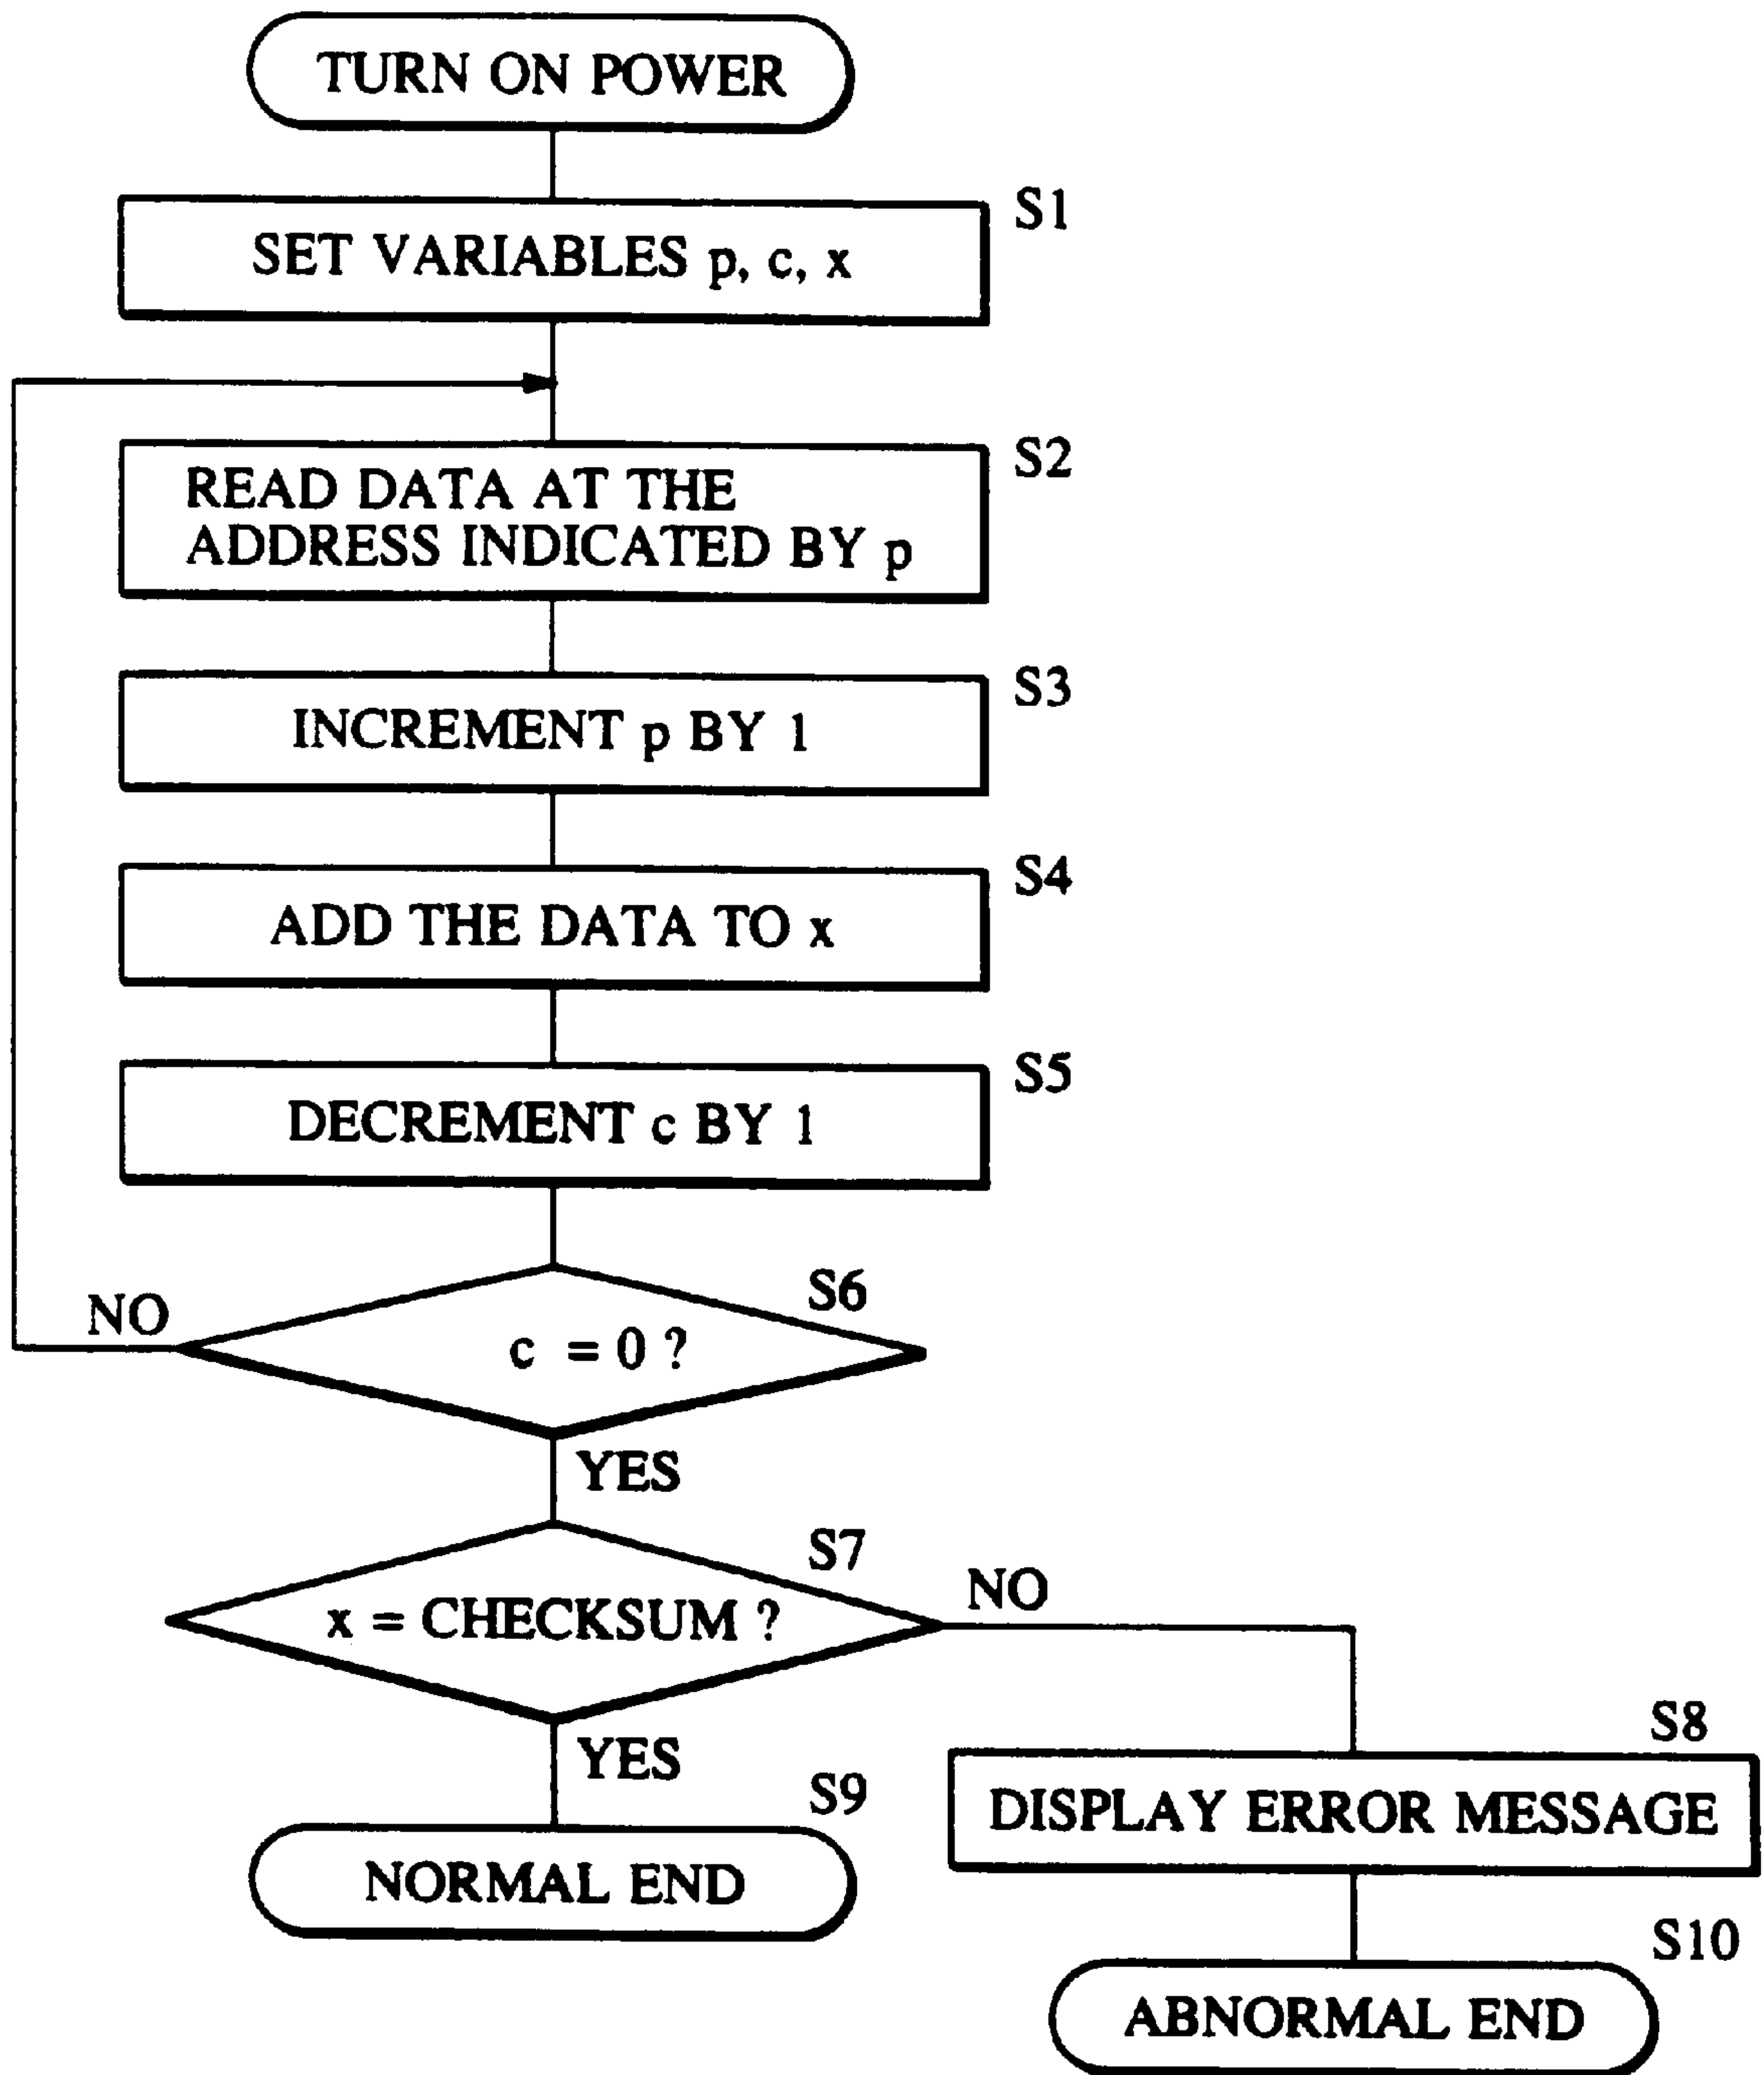 TURN ON POWER
S1
SET VARIABLES p, c, x
S2
READ DATA AT THE
ADDRESS INDICATED BY p
S3
INCREMENT p BY 1
S4
ADD THE DATA TO x
S5
DECREMENT c BY 1
S6
NO
c = 0 ?
YES
S7
NO
x = CHECKSUM ?
S8
YES
S9
DISPLAY ERROR MESSAGE
NORMAL END
S10
ABNORMAL END